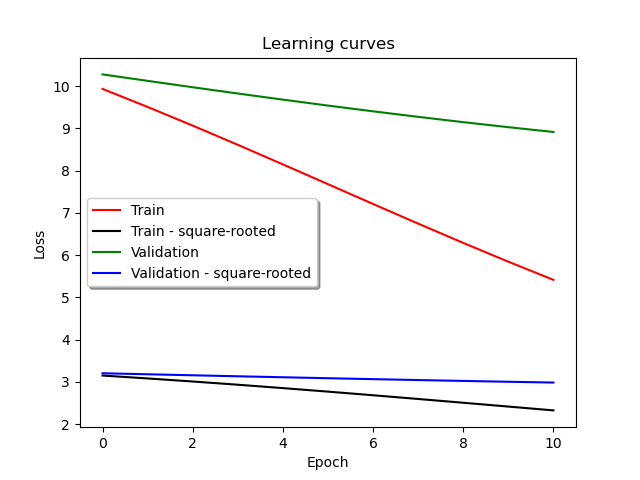 Learning curves
10
9
8
7
6
5
4
3
2
Loss
Train
Train - square-rooted
Validation
Validation - square-rooted
0 2 4 6 8 10
Epoch